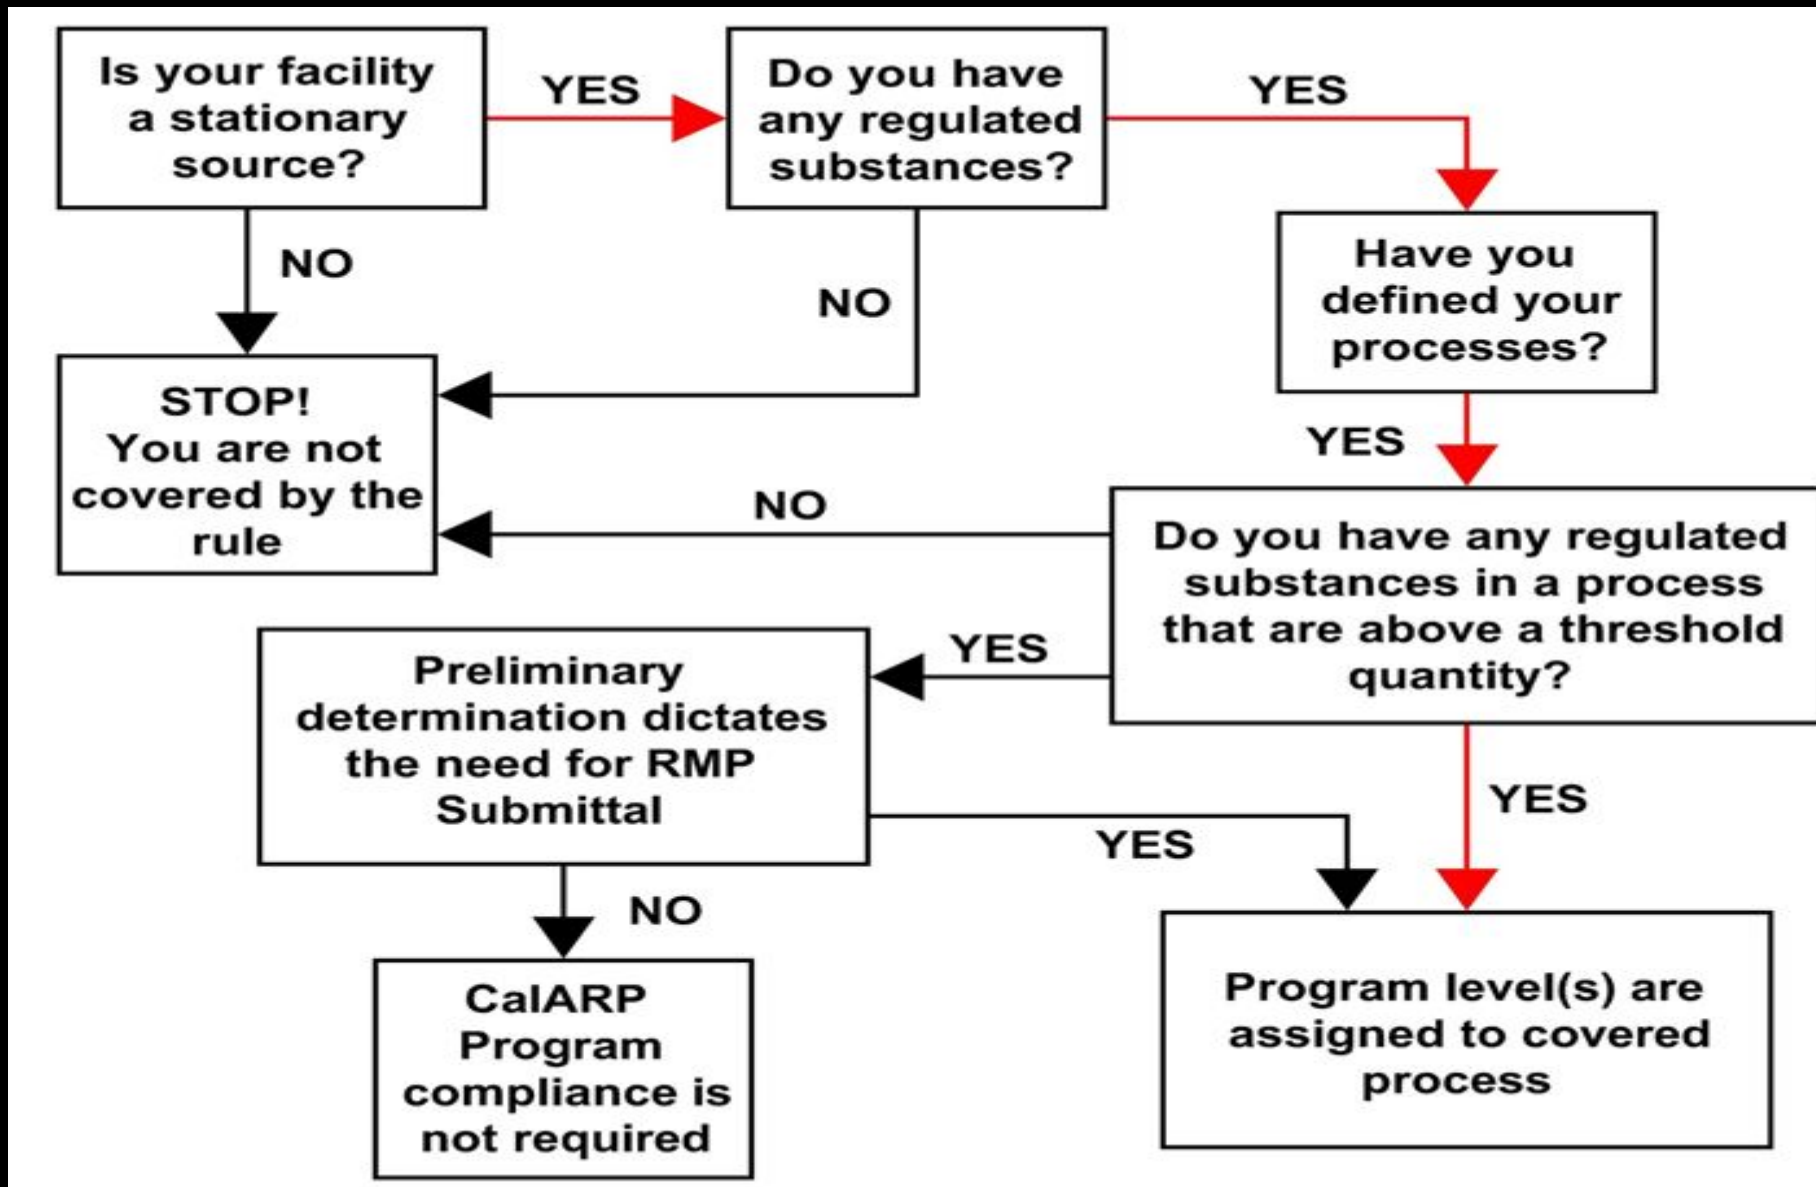 Is your facility
a stationary
source?
YES
Do you have
any regulated
substances?
YES
NO
NO
Have you
defined your
processes?
STOP!
You are not
covered by the
rule
YES
NO
Do you have any regulated
substances in a process
that are above a threshold
quantity?
YES
Preliminary
determination dictates
the need for RMP
Submittal
YES
YES
NO
CalARP
Program
compliance is
not required
Program level(s) are
assigned to covered
process